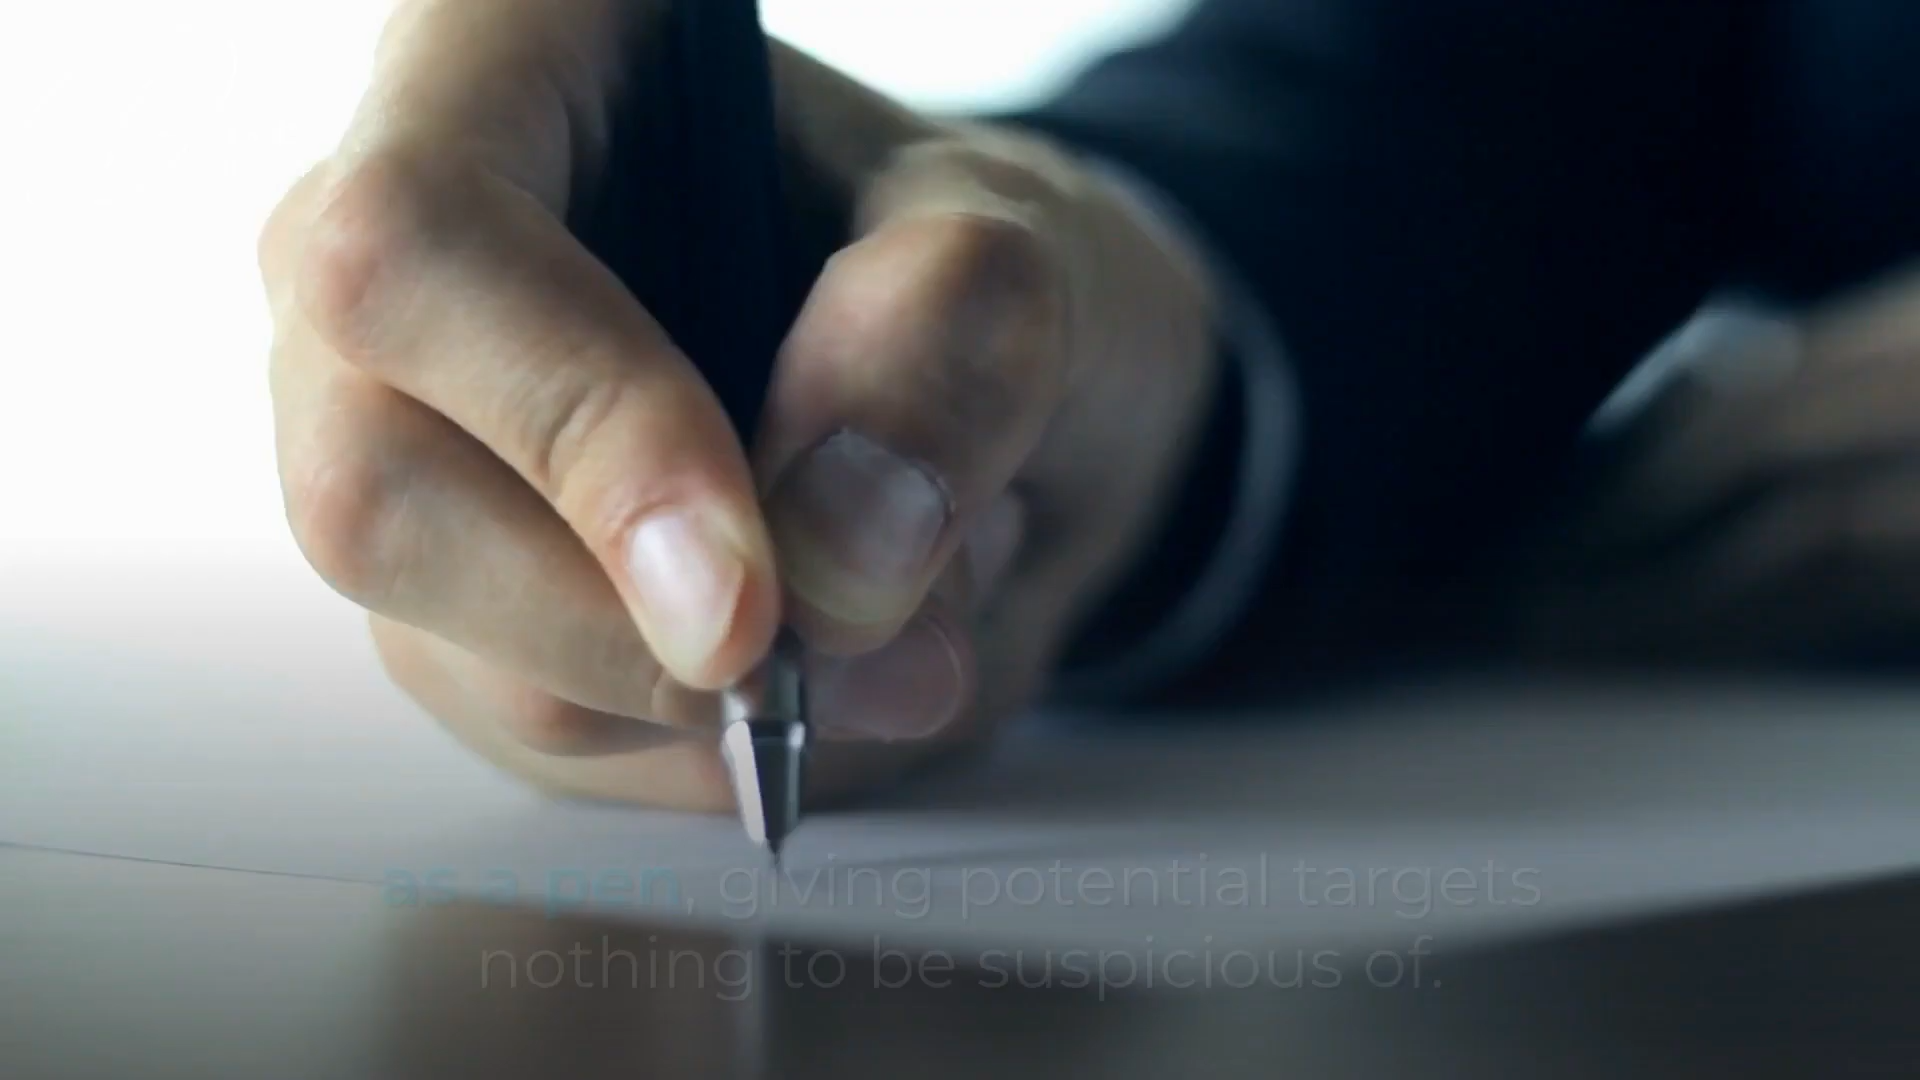 as a pen, giving potential targets
nothing to be suspicious of.